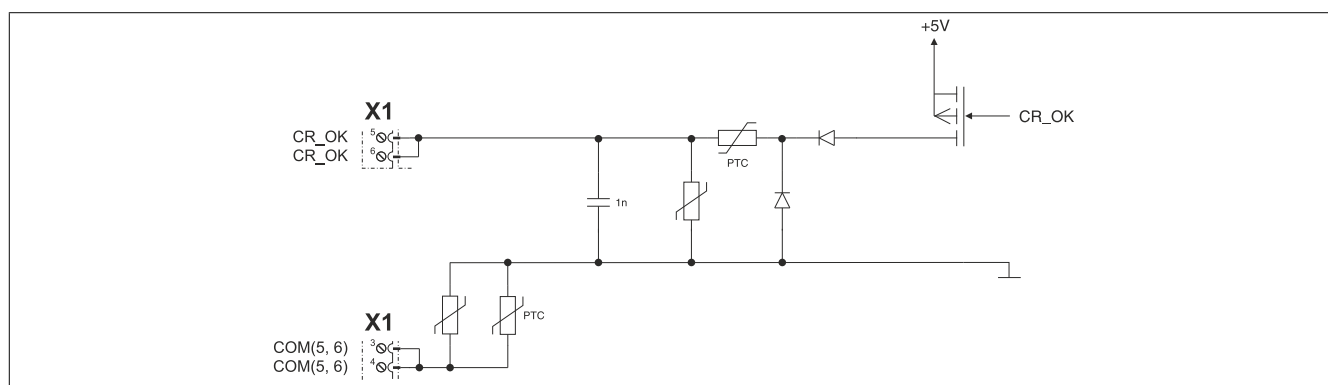 +5V
X1
5
CR_OK
CR_OK
6
CR_OK
PTC
1n
PTC
X1
3
COM(5, 6)
4
COM(5, 6)